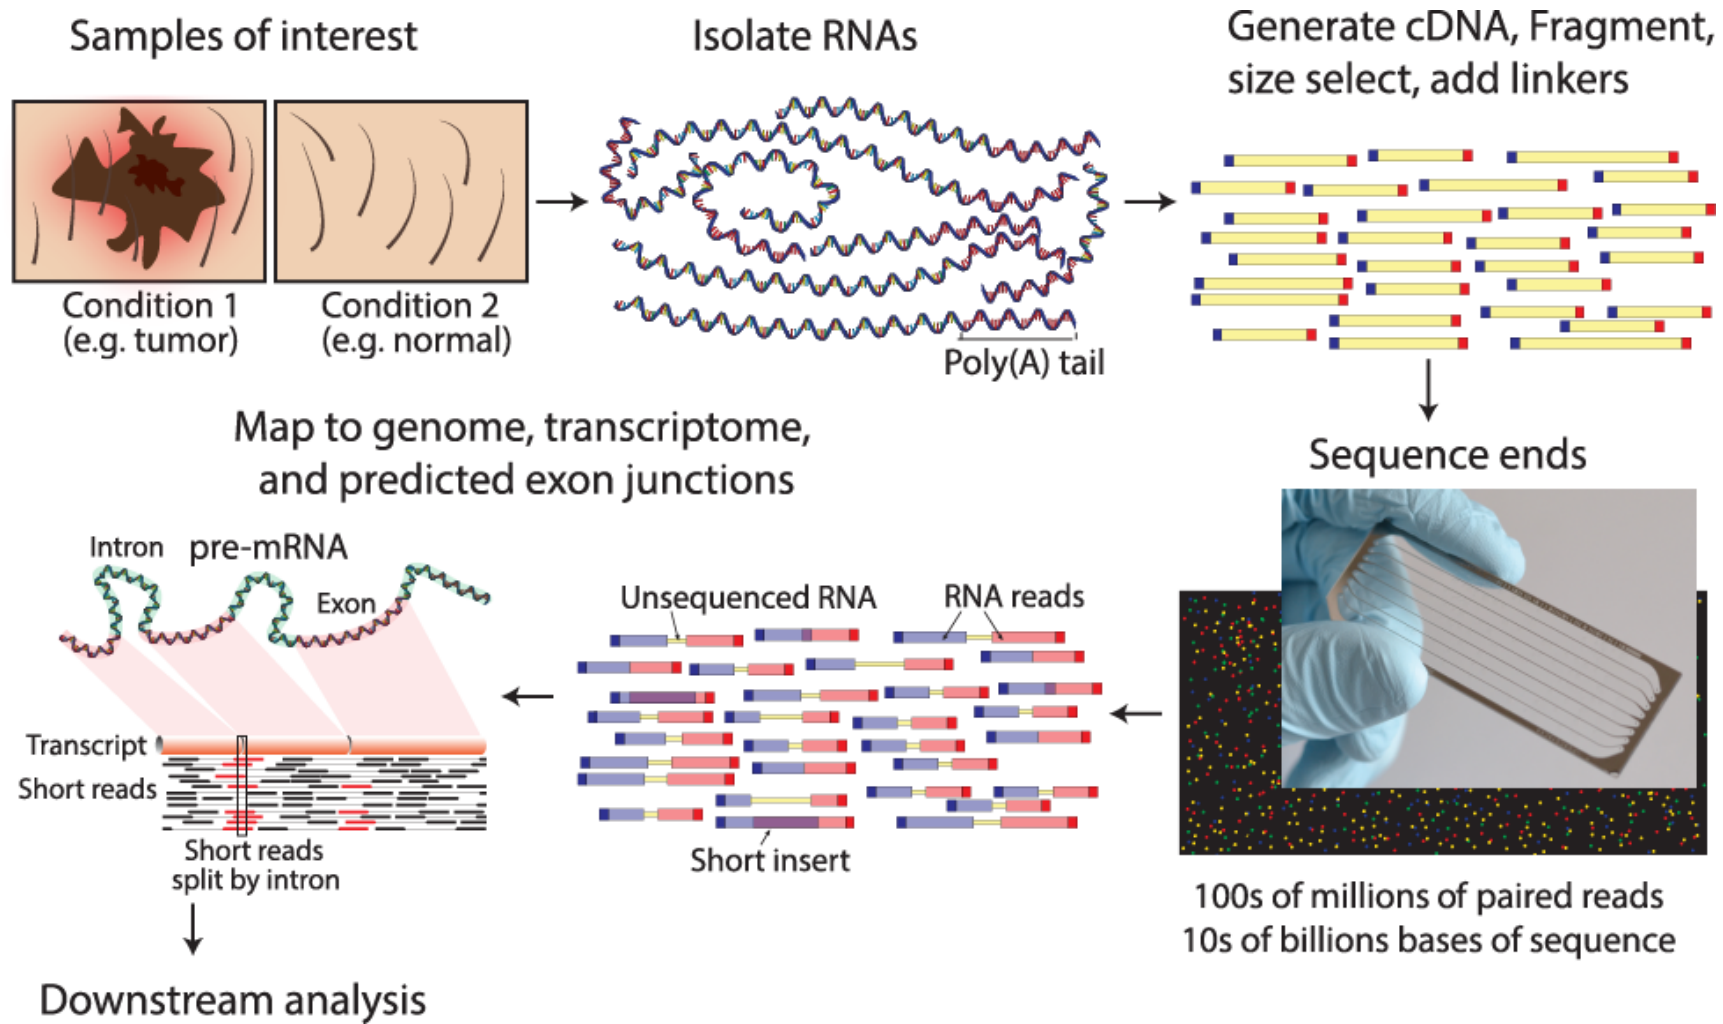 Samples of interest
Condition 1
(e.g. tumor)
Condition 2
(e.g. normal)
Isolate RNAs
Poly(A) tail
Generate cDNA, Fragment,
size select, add linkers
Sequence ends
100s of millions of paired reads
10s of billions bases of sequence
Unsequenced RNA
RNA reads
Short insert
Map to genome, transcriptome,
and predicted exon junctions
Intron
pre-mRNA
Exon
Transcript
Short reads
Short reads
split by intron
Downstream analysis